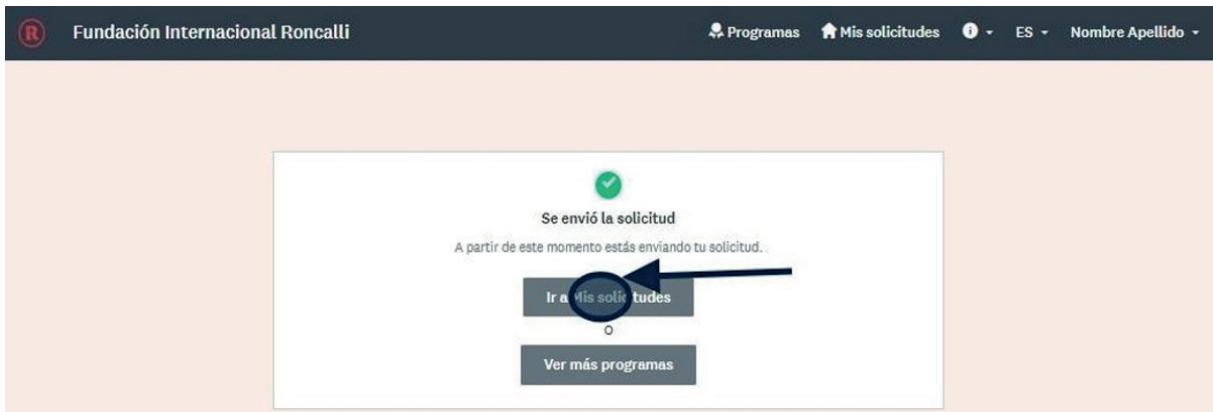 R Fundación Internacional Roncalli Programas Mis solicitudes i ES Nombre Apellido
Se envió la solicitud
A partir de este momento estás enviando tu solicitud.
Ir a Mis solicitudes
O
Ver más programas